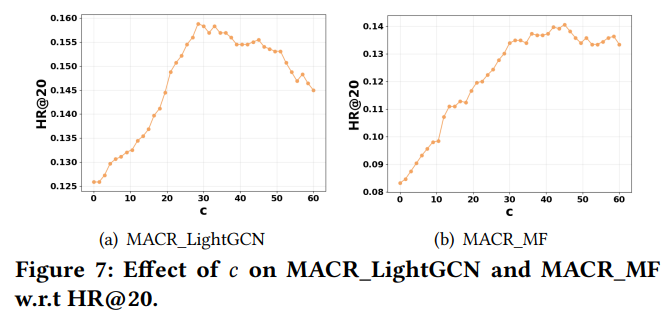 0.160
0.155
0.150
0.145
0.140
0.135
0.130
0.125
HR@20
0 10 20 30 40 50 60
c
(a) MACR_LightGCN
0.14
0.13
0.12
0.11
0.10
0.09
0.08
HR@20
0 10 20 30 40 50 60
c
(b) MACR_MF
Figure 7: Effect of c on MACR_LightGCN and MACR_MF
w.r.t HR@20.